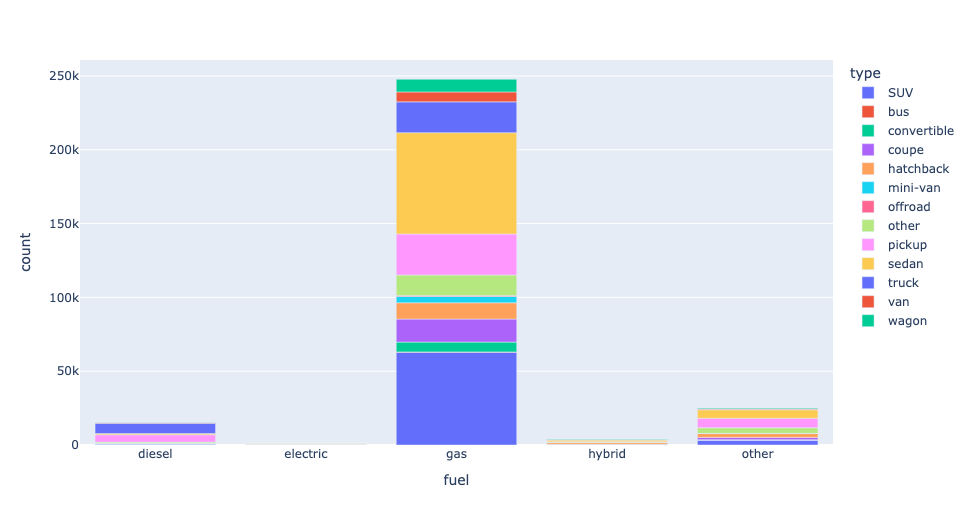 250k
200k
150k
100k
50k
0
count
diesel
electric
gas
hybrid
other
fuel
type
SUV
bus
convertible
coupe
hatchback
mini-van
offroad
other
pickup
sedan
truck
van
wagon